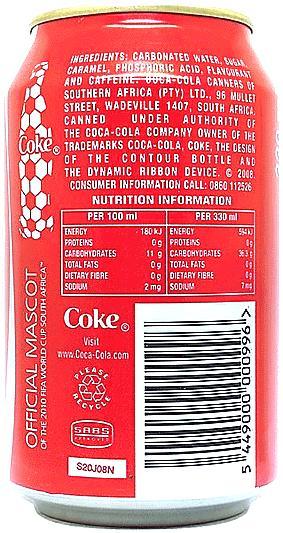 INGREDIENTS: CARBONATED WATER, SUGAR,
CARAMEL, PHOSPHORIC ACID, FLAVOURANT
AND CAFFEINE. COCA-COLA CANNERS OF
SOUTHERN AFRICA (PTY) LTD., 96 MULLET
STREET, WADEVILLE 1407, SOUTH AFRICA.
CANNED UNDER AUTHORITY OF
THE COCA-COLA COMPANY OWNER OF THE
TRADEMARKS COCA-COLA, COKE, THE DESIGN
OF THE CONTOUR BOTTLE AND
THE DYNAMIC RIBBON DEVICE. © 2008.
CONSUMER INFORMATION CALL: 0860 112526
NUTRITION INFORMATION
PER 100 ml PER 330 ml
ENERGY 180 kJ ENERGY 594 kJ
PROTEINS 0 g PROTEINS 0 g
CARBOHYDRATES 11 g CARBOHYDRATES 36.3 g
TOTAL FATS 0 g TOTAL FATS 0 g
DIETARY FIBRE 0 g DIETARY FIBRE 0 g
SODIUM 2 mg SODIUM 7 mg
Coke®
OFFICIAL MASCOT
OF THE 2010 FIFA WORLD CUP SOUTH AFRICA™
Coke®
Visit
www.Coca-Cola.com
PLEASE
RECYCLE
SABS
APPROVED
S20J08N
5 449000 000996>